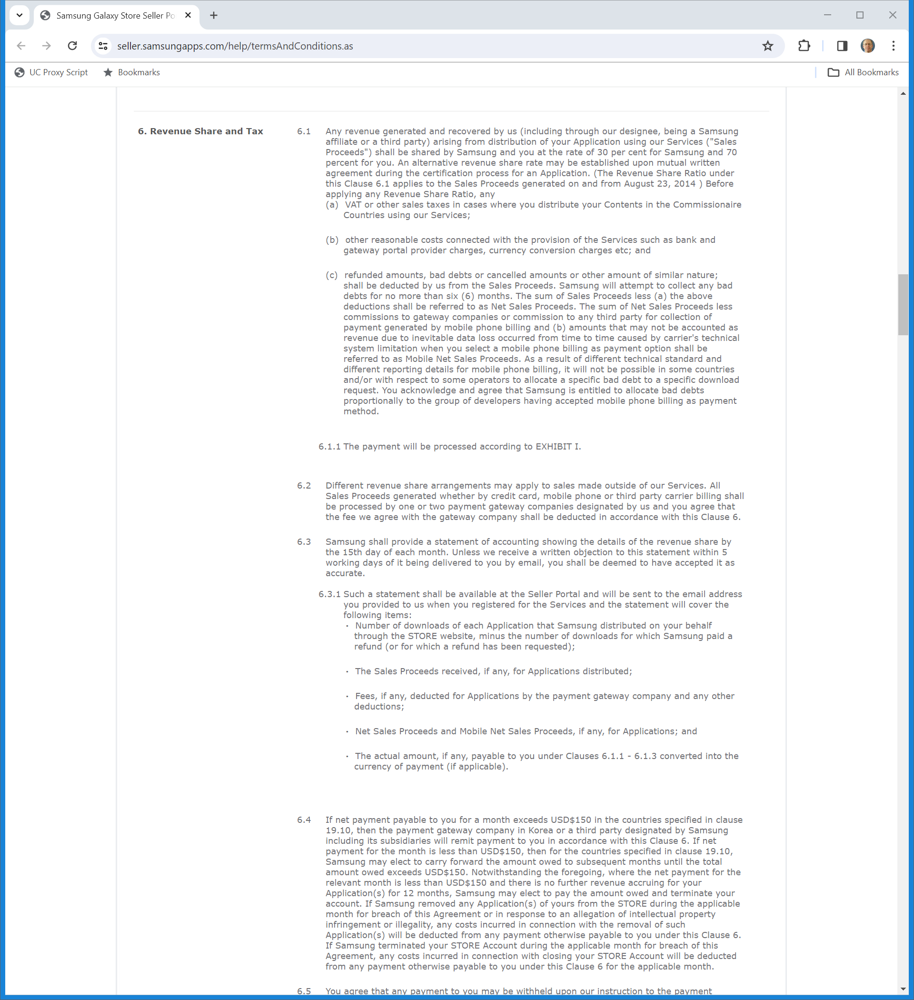 Samsung Galaxy Store Seller Po
seller.samsungapps.com/help/termsAndConditions.as
UC Proxy Script
Bookmarks
All Bookmarks
6. Revenue Share and Tax
6.1 Any revenue generated and recovered by us (including through our designee, being a Samsung
affiliate or a third party) arising from distribution of your Application using our Services ("Sales
Proceeds") shall be shared by Samsung and you at the rate of 30 per cent for Samsung and 70
percent for you. An alternative revenue share rate may be established upon mutual written
agreement during the certification process for an Application. (The Revenue Share Ratio under
this Clause 6.1 applies to the Sales Proceeds generated on and from August 23, 2014 ) Before
applying any Revenue Share Ratio, any
(a) VAT or other sales taxes in cases where you distribute your Contents in the Commissionaire
Countries using our Services;
(b) other reasonable costs connected with the provision of the Services such as bank and
gateway portal provider charges, currency conversion charges etc; and
(c) refunded amounts, bad debts or cancelled amounts or other amount of similar nature;
shall be deducted by us from the Sales Proceeds. Samsung will attempt to collect any bad
debts for no more than six (6) months. The sum of Sales Proceeds less (a) the above
deductions shall be referred to as Net Sales Proceeds. The sum of Net Sales Proceeds less
commissions to gateway companies or commission to any third party for collection of
payment generated by mobile phone billing and (b) amounts that may not be accounted as
revenue due to inevitable data loss occurred from time to time caused by carrier's technical
system limitation when you select a mobile phone billing as payment option shall be
referred to as Mobile Net Sales Proceeds. As a result of different technical standard and
different reporting details for mobile phone billing, it will not be possible in some countries
and/or with respect to some operators to allocate a specific bad debt to a specific download
request. You acknowledge and agree that Samsung is entitled to allocate bad debts
proportionally to the group of developers having accepted mobile phone billing as payment
method.
6.1.1 The payment will be processed according to EXHIBIT I.
6.2 Different revenue share arrangements may apply to sales made outside of our Services. All
Sales Proceeds generated whether by credit card, mobile phone or third party carrier billing shall
be processed by one or two payment gateway companies designated by us and you agree that
the fee we agree with the gateway company shall be deducted in accordance with this Clause 6.
6.3 Samsung shall provide a statement of accounting showing the details of the revenue share by
the 15th day of each month. Unless we receive a written objection to this statement within 5
working days of it being delivered to you by email, you shall be deemed to have accepted it as
accurate.
6.3.1 Such a statement shall be available at the Seller Portal and will be sent to the email address
you provided to us when you registered for the Services and the statement will cover the
following items:
· Number of downloads of each Application that Samsung distributed on your behalf
through the STORE website, minus the number of downloads for which Samsung paid a
refund (or for which a refund has been requested);
· The Sales Proceeds received, if any, for Applications distributed;
· Fees, if any, deducted for Applications by the payment gateway company and any other
deductions;
· Net Sales Proceeds and Mobile Net Sales Proceeds, if any, for Applications; and
· The actual amount, if any, payable to you under Clauses 6.1.1 - 6.1.3 converted into the
currency of payment (if applicable).
6.4 If net payment payable to you for a month exceeds USD$150 in the countries specified in clause
19.10, then the payment gateway company in Korea or a third party designated by Samsung
including its subsidiaries will remit payment to you in accordance with this Clause 6. If net
payment for the month is less than USD$150, then for the countries specified in clause 19.10,
Samsung may elect to carry forward the amount owed to subsequent months until the total
amount owed exceeds USD$150. Notwithstanding the foregoing, where the net payment for the
relevant month is less than USD$150 and there is no further revenue accruing for your
Application(s) for 12 months, Samsung may elect to pay the amount owed and terminate your
account. If Samsung removed any Application(s) of yours from the STORE during the applicable
month for breach of this Agreement or in response to an allegation of intellectual property
infringement or illegality, any costs incurred in connection with the removal of such
Application(s) will be deducted from any payment otherwise payable to you under this Clause 6.
If Samsung terminated your STORE Account during the applicable month for breach of this
Agreement, any costs incurred in connection with closing your STORE Account will be deducted
from any payment otherwise payable to you under this Clause 6 for the applicable month.
6.5 You agree that any payment to you may be withheld upon our instruction to the payment